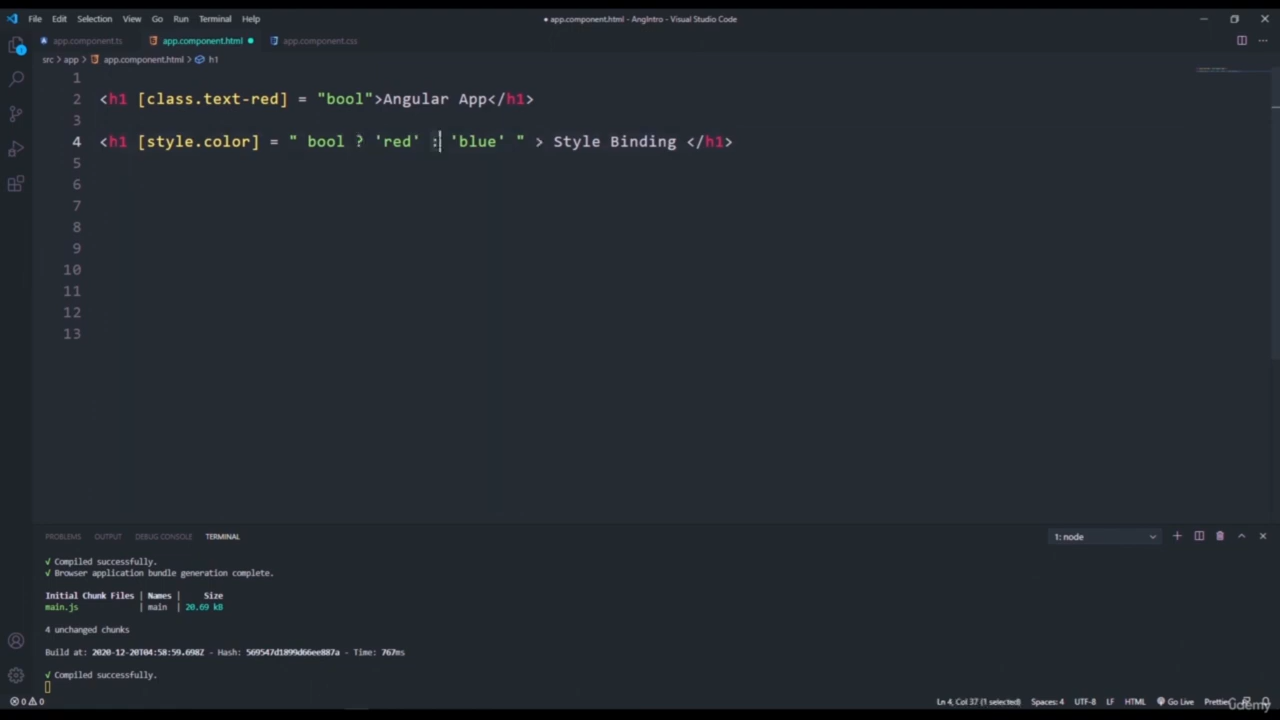 File Edit Selection View Go Run Terminal Help
● app.component.html - AngIntro - Visual Studio Code
app.component.ts app.component.html ● app.component.css
src > app > app.component.html > h1
1
2 <h1 [class.text-red] = "bool">Angular App</h1>
3
4 <h1 [style.color] = " bool ? 'red' : 'blue' " > Style Binding </h1>
5
6
7
8
9
10
11
12
13
PROBLEMS OUTPUT DEBUG CONSOLE TERMINAL 1: node
√ Compiled successfully.
√ Browser application bundle generation complete.
Initial Chunk Files | Names | Size
main.js | main | 20.69 kB
4 unchanged chunks
Build at: 2020-12-20T04:58:59.698Z - Hash: 569547d1899d66ee887a - Time: 767ms
√ Compiled successfully.
0 0 Ln 4, Col 37 (1 selected) Spaces: 4 UTF-8 LF HTML Go Live Prettier
Udemy